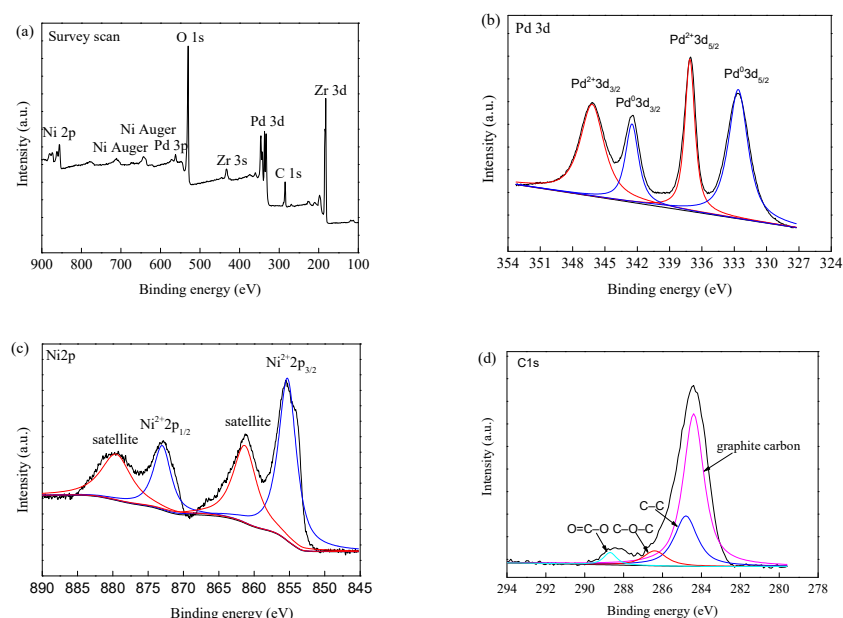 (a)
Survey scan
O 1s
Zr 3d
Ni 2p
Ni Auger
Ni Auger
Pd 3p
Zr 3s
Pd 3d
C 1s
Intensity (a.u.)
900 800 700 600 500 400 300 200 100
Binding energy (eV)
(b)
Pd 3d
Pd²⁺3d₃/₂
Pd⁰3d₃/₂
Pd²⁺3d₅/₂
Pd⁰3d₅/₂
Intensity (a.u.)
354 351 348 345 342 339 336 333 330 327 324
Binding energy (eV)
(c)
Ni2p
satellite
Ni²⁺2p₁/₂
satellite
Ni²⁺2p₃/₂
Intensity (a.u.)
890 885 880 875 870 865 860 855 850 845
Binding energy (eV)
(d)
C1s
graphite carbon
C–C
O=C–O C–O–C
Intensity (a.u.)
294 292 290 288 286 284 282 280 278
Binding energy (eV)